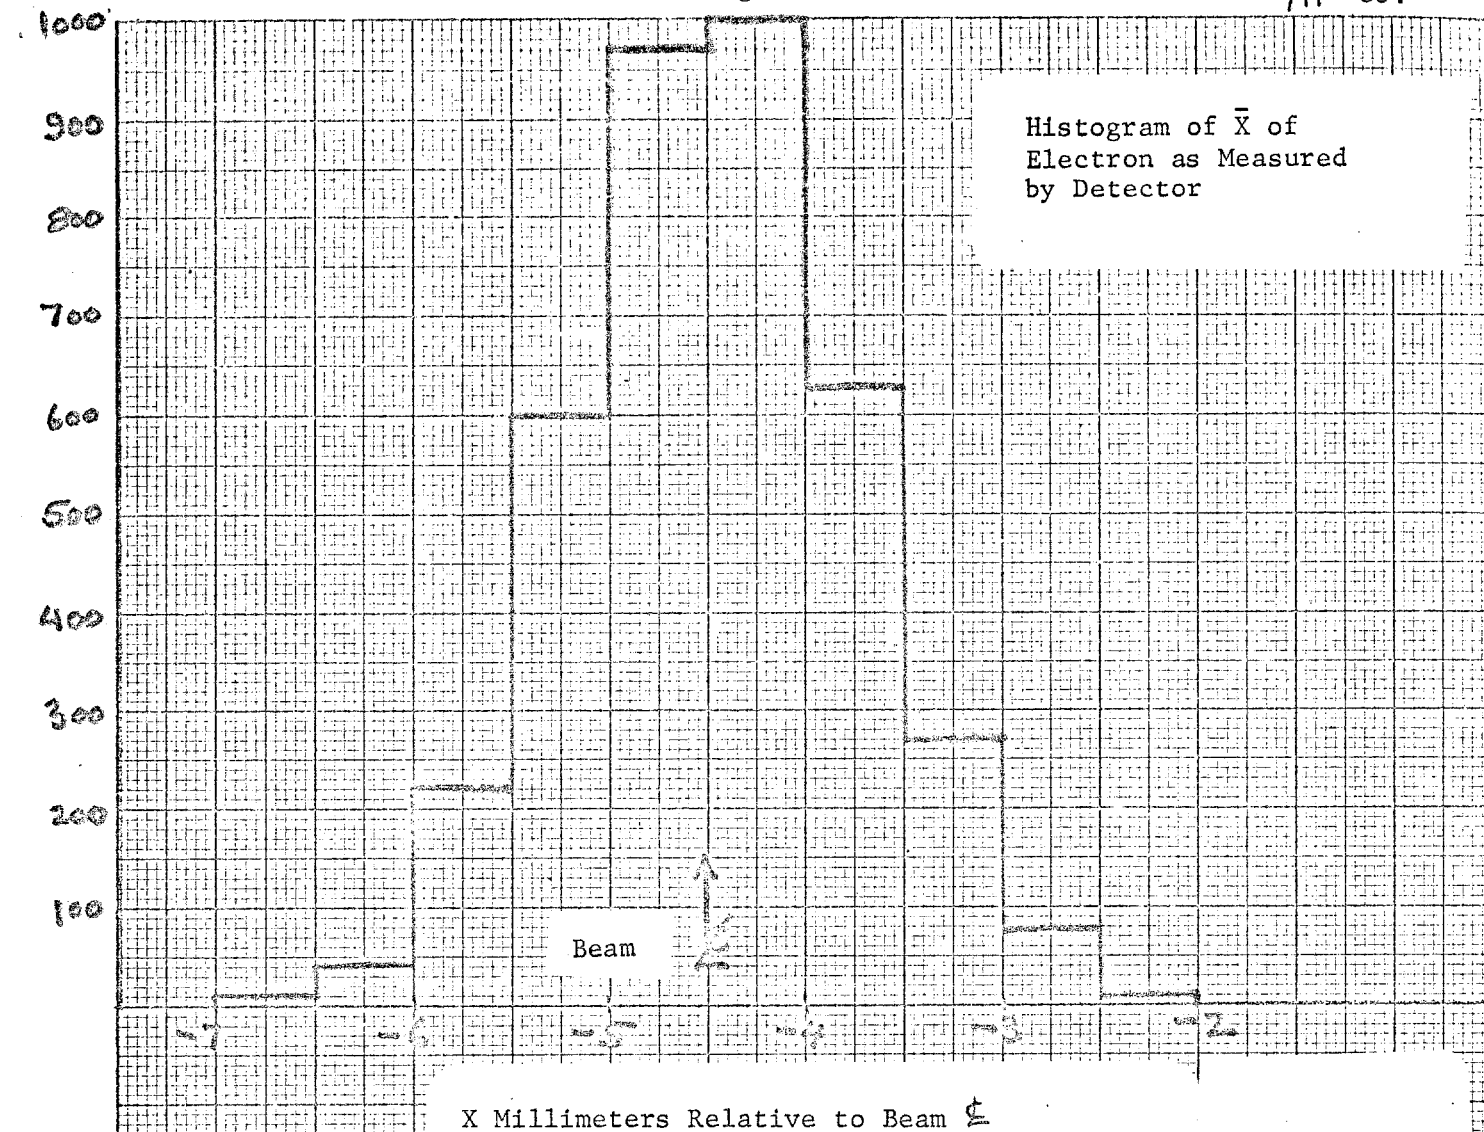 1000
Histogram of X̄ of
Electron as Measured
by Detector
900
800
700
600
500
400
300
200
100
Beam ℄
-7 -6 -5 -4 -3 -2
X Millimeters Relative to Beam ℄